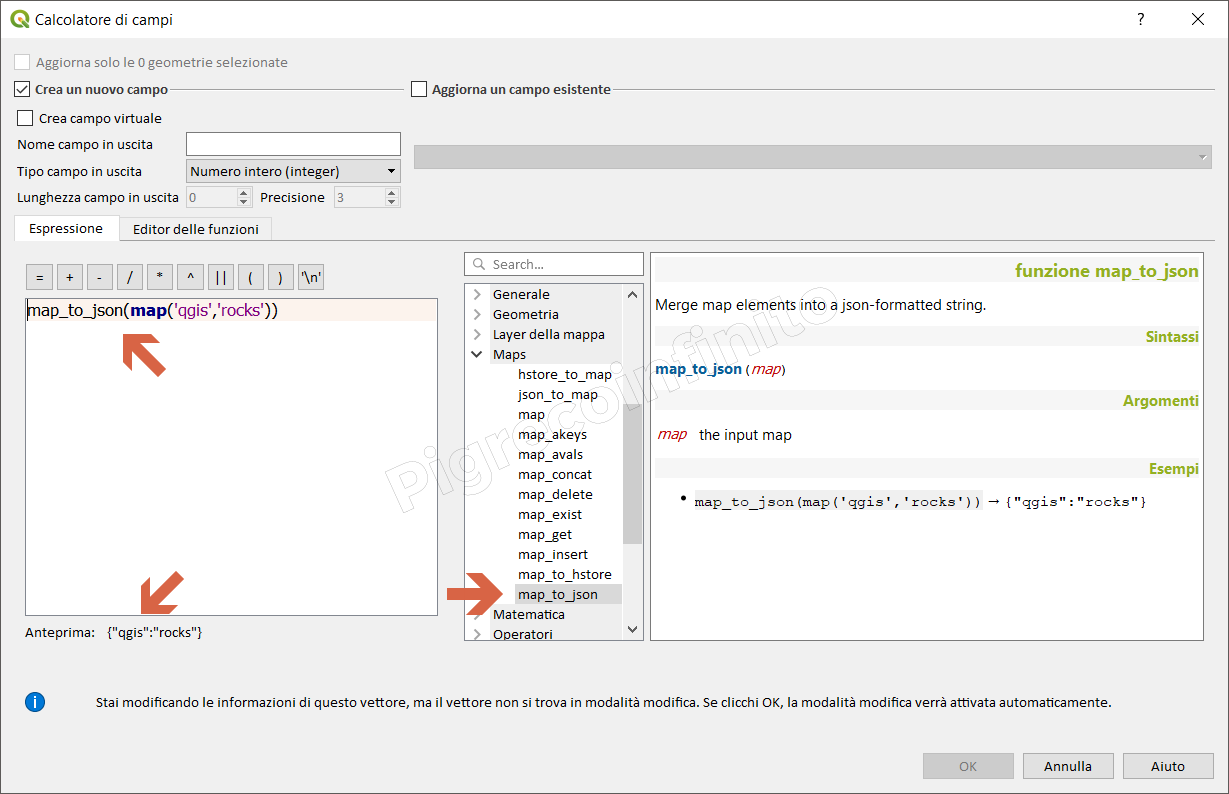 Calcolatore di campi
?
Aggiorna solo le 0 geometrie selezionate
Crea un nuovo campo
Aggiorna un campo esistente
Crea campo virtuale
Nome campo in uscita
Tipo campo in uscita
Numero intero (integer)
Lunghezza campo in uscita
0
Precisione
3
Espressione
Editor delle funzioni
= + - / * ^ || ( ) '\n'
map_to_json(map('qgis','rocks'))
Anteprima: {"qgis":"rocks"}
Search...
Generale
Geometria
Layer della mappa
Maps
hstore_to_map
json_to_map
map
map_akeys
map_avals
map_concat
map_delete
map_exist
map_get
map_insert
map_to_hstore
map_to_json
Matematica
Operatori
funzione map_to_json
Merge map elements into a json-formatted string.
Sintassi
map_to_json (map)
Argomenti
map the input map
Esempi
• map_to_json(map('qgis','rocks')) → {"qgis":"rocks"}
Pigrecoinfinito
i
Stai modificando le informazioni di questo vettore, ma il vettore non si trova in modalità modifica. Se clicchi OK, la modalità modifica verrà attivata automaticamente.
OK
Annulla
Aiuto